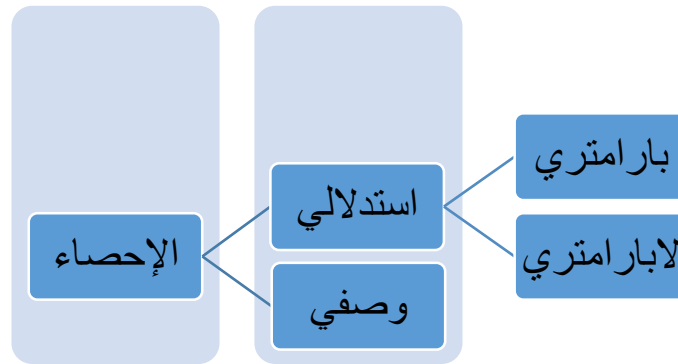 الإحصاء
استدلالي
وصفي
بارامتري
لابارامتري